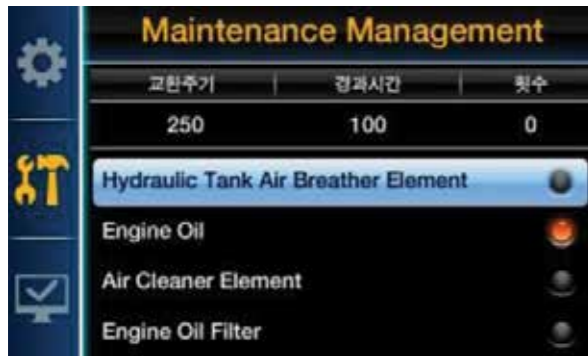 Maintenance Management
교환주기 | 경과시간 | 횟수
250 100 0
Hydraulic Tank Air Breather Element
Engine Oil
Air Cleaner Element
Engine Oil Filter